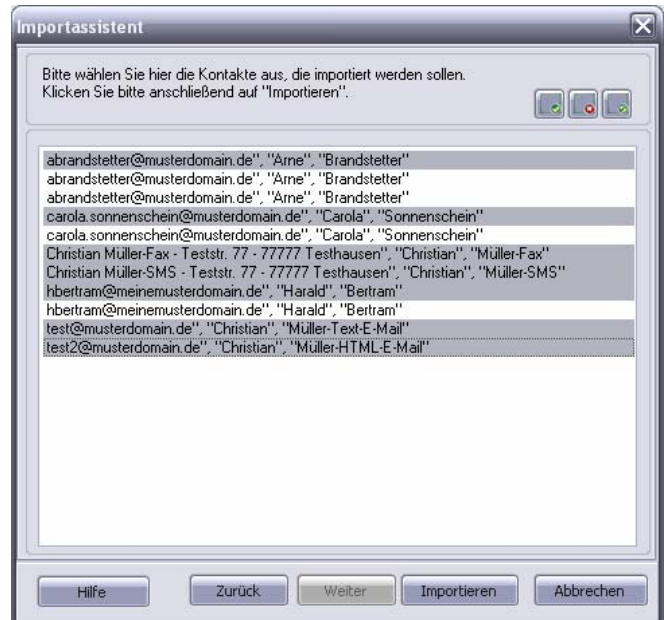 Importassistent
Bitte wählen Sie hier die Kontakte aus, die importiert werden sollen.
Klicken Sie bitte anschließend auf "Importieren".
abrandstetter@musterdomain.de", "Arne", "Brandstetter"
abrandstetter@musterdomain.de", "Arne", "Brandstetter"
abrandstetter@musterdomain.de", "Arne", "Brandstetter"
carola.sonnenschein@musterdomain.de", "Carola", "Sonnenschein"
carola.sonnenschein@musterdomain.de", "Carola", "Sonnenschein"
Christian Müller-Fax - Teststr. 77 - 77777 Testhausen", "Christian", "Müller-Fax"
Christian Müller-SMS - Teststr. 77 - 77777 Testhausen", "Christian", "Müller-SMS"
hbertram@meinemusterdomain.de", "Harald", "Bertram"
hbertram@meinemusterdomain.de", "Harald", "Bertram"
test@musterdomain.de", "Christian", "Müller-Text-E-Mail"
test2@musterdomain.de", "Christian", "Müller-HTML-E-Mail"
Hilfe Zurück Weiter Importieren Abbrechen